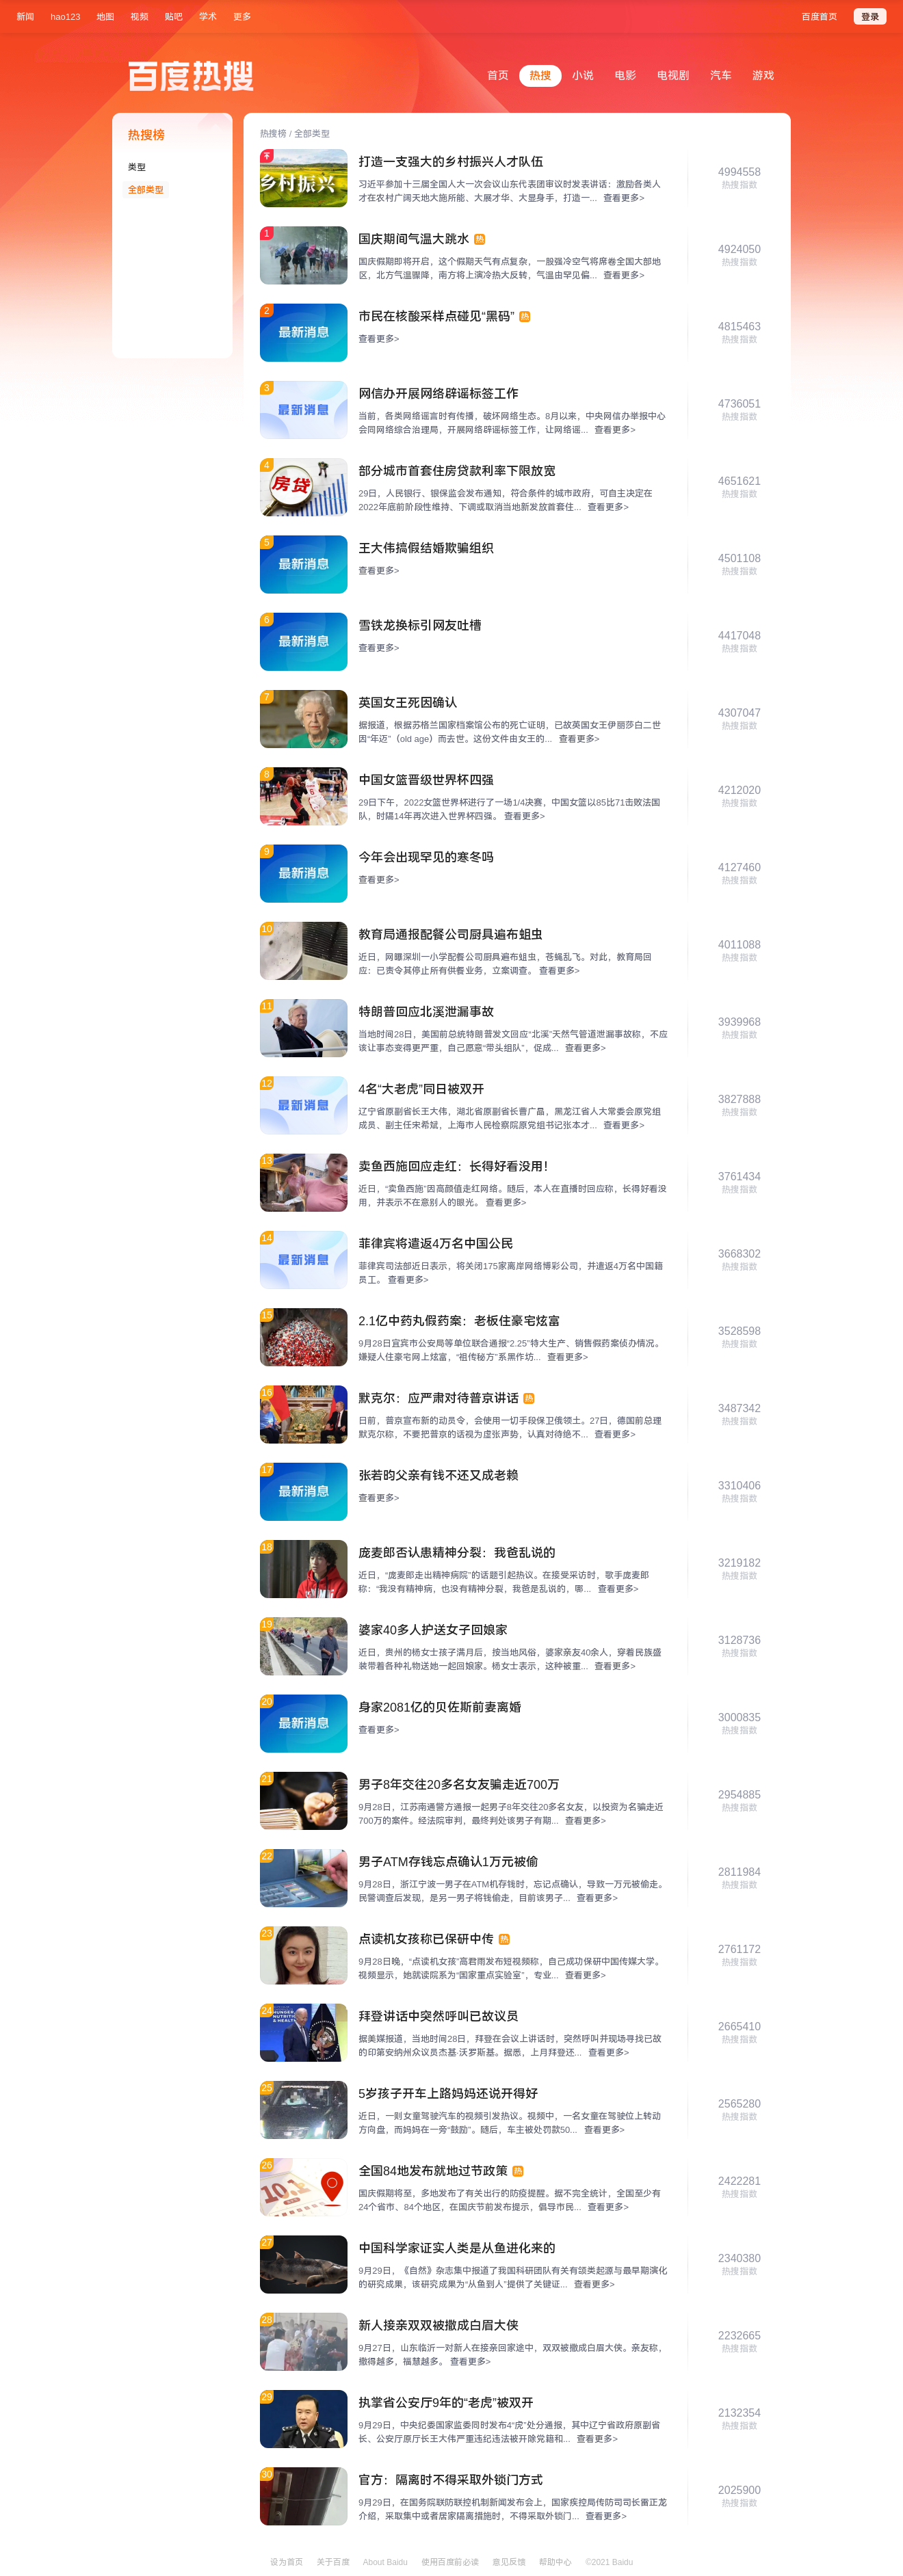 新闻 hao123 地图 视频 贴吧 学术 更多 百度首页 登录
百度热搜
首页 热搜 小说 电影 电视剧 汽车 游戏
热搜榜
类型
全部类型
热搜榜 / 全部类型
乡村振兴
打造一支强大的乡村振兴人才队伍
习近平参加十三届全国人大一次会议山东代表团审议时发表讲话：激励各类人
才在农村广阔天地大施所能、大展才华、大显身手，打造一... 查看更多>
4994558
热搜指数
1
国庆期间气温大跳水 热
国庆假期即将开启，这个假期天气有点复杂，一股强冷空气将席卷全国大部地
区，北方气温骤降，南方将上演冷热大反转，气温由罕见偏... 查看更多>
4924050
热搜指数
2
最新消息
市民在核酸采样点碰见“黑码” 热
查看更多>
4815463
热搜指数
3
最新消息
网信办开展网络辟谣标签工作
当前，各类网络谣言时有传播，破坏网络生态。8月以来，中央网信办举报中心
会同网络综合治理局，开展网络辟谣标签工作，让网络谣... 查看更多>
4736051
热搜指数
4
房贷
部分城市首套住房贷款利率下限放宽
29日，人民银行、银保监会发布通知，符合条件的城市政府，可自主决定在
2022年底前阶段性维持、下调或取消当地新发放首套住... 查看更多>
4651621
热搜指数
5
最新消息
王大伟搞假结婚欺骗组织
查看更多>
4501108
热搜指数
6
最新消息
雪铁龙换标引网友吐槽
查看更多>
4417048
热搜指数
7
英国女王死因确认
据报道，根据苏格兰国家档案馆公布的死亡证明，已故英国女王伊丽莎白二世
因“年迈”（old age）而去世。这份文件由女王的... 查看更多>
4307047
热搜指数
8
中国女篮晋级世界杯四强
29日下午，2022女篮世界杯进行了一场1/4决赛，中国女篮以85比71击败法国
队，时隔14年再次进入世界杯四强。 查看更多>
4212020
热搜指数
9
最新消息
今年会出现罕见的寒冬吗
查看更多>
4127460
热搜指数
10
教育局通报配餐公司厨具遍布蛆虫
近日，网曝深圳一小学配餐公司厨具遍布蛆虫，苍蝇乱飞。对此，教育局回
应：已责令其停止所有供餐业务，立案调查。 查看更多>
4011088
热搜指数
11
特朗普回应北溪泄漏事故
当地时间28日，美国前总统特朗普发文回应“北溪”天然气管道泄漏事故称，不应
该让事态变得更严重，自己愿意“带头组队”，促成... 查看更多>
3939968
热搜指数
12
最新消息
4名“大老虎”同日被双开
辽宁省原副省长王大伟，湖北省原副省长曹广晶，黑龙江省人大常委会原党组
成员、副主任宋希斌，上海市人民检察院原党组书记张本才... 查看更多>
3827888
热搜指数
13
卖鱼西施回应走红：长得好看没用！
近日，“卖鱼西施”因高颜值走红网络。随后，本人在直播时回应称，长得好看没
用，并表示不在意别人的眼光。 查看更多>
3761434
热搜指数
14
最新消息
菲律宾将遣返4万名中国公民
菲律宾司法部近日表示，将关闭175家离岸网络博彩公司，并遣返4万名中国籍
员工。 查看更多>
3668302
热搜指数
15
2.1亿中药丸假药案：老板住豪宅炫富
9月28日宜宾市公安局等单位联合通报“2.25”特大生产、销售假药案侦办情况。
嫌疑人住豪宅网上炫富，“祖传秘方”系黑作坊... 查看更多>
3528598
热搜指数
16
默克尔：应严肃对待普京讲话 热
日前，普京宣布新的动员令，会使用一切手段保卫俄领土。27日，德国前总理
默克尔称，不要把普京的话视为虚张声势，认真对待绝不... 查看更多>
3487342
热搜指数
17
最新消息
张若昀父亲有钱不还又成老赖
查看更多>
3310406
热搜指数
18
庞麦郎否认患精神分裂：我爸乱说的
近日，“庞麦郎走出精神病院”的话题引起热议。在接受采访时，歌手庞麦郎
称：“我没有精神病，也没有精神分裂，我爸是乱说的，哪... 查看更多>
3219182
热搜指数
19
婆家40多人护送女子回娘家
近日，贵州的杨女士孩子满月后，按当地风俗，婆家亲友40余人，穿着民族盛
装带着各种礼物送她一起回娘家。杨女士表示，这种被重... 查看更多>
3128736
热搜指数
20
最新消息
身家2081亿的贝佐斯前妻离婚
查看更多>
3000835
热搜指数
21
男子8年交往20多名女友骗走近700万
9月28日，江苏南通警方通报一起男子8年交往20多名女友，以投资为名骗走近
700万的案件。经法院审判，最终判处该男子有期... 查看更多>
2954885
热搜指数
22
男子ATM存钱忘点确认1万元被偷
9月28日，浙江宁波一男子在ATM机存钱时，忘记点确认，导致一万元被偷走。
民警调查后发现，是另一男子将钱偷走，目前该男子... 查看更多>
2811984
热搜指数
23
点读机女孩称已保研中传 热
9月28日晚，“点读机女孩”高君雨发布短视频称，自己成功保研中国传媒大学。
视频显示，她就读院系为“国家重点实验室”，专业... 查看更多>
2761172
热搜指数
24
拜登讲话中突然呼叫已故议员
据美媒报道，当地时间28日，拜登在会议上讲话时，突然呼叫并现场寻找已故
的印第安纳州众议员杰基·沃罗斯基。据悉，上月拜登还... 查看更多>
2665410
热搜指数
25
5岁孩子开车上路妈妈还说开得好
近日，一则女童驾驶汽车的视频引发热议。视频中，一名女童在驾驶位上转动
方向盘，而妈妈在一旁“鼓励”。随后，车主被处罚款50... 查看更多>
2565280
热搜指数
26
10.1
全国84地发布就地过节政策 热
国庆假期将至，多地发布了有关出行的防疫提醒。据不完全统计，全国至少有
24个省市、84个地区，在国庆节前发布提示，倡导市民... 查看更多>
2422281
热搜指数
27
中国科学家证实人类是从鱼进化来的
9月29日，《自然》杂志集中报道了我国科研团队有关有颌类起源与最早期演化
的研究成果，该研究成果为“从鱼到人”提供了关键证... 查看更多>
2340380
热搜指数
28
新人接亲双双被撒成白眉大侠
9月27日，山东临沂一对新人在接亲回家途中，双双被撒成白眉大侠。亲友称，
撒得越多，福慧越多。 查看更多>
2232665
热搜指数
29
执掌省公安厅9年的“老虎”被双开
9月29日，中央纪委国家监委同时发布4“虎”处分通报，其中辽宁省政府原副省
长、公安厅原厅长王大伟严重违纪违法被开除党籍和... 查看更多>
2132354
热搜指数
30
官方：隔离时不得采取外锁门方式
9月29日，在国务院联防联控机制新闻发布会上，国家疾控局传防司司长雷正龙
介绍，采取集中或者居家隔离措施时，不得采取外锁门... 查看更多>
2025900
热搜指数
设为首页 关于百度 About Baidu 使用百度前必读 意见反馈 帮助中心 ©2021 Baidu